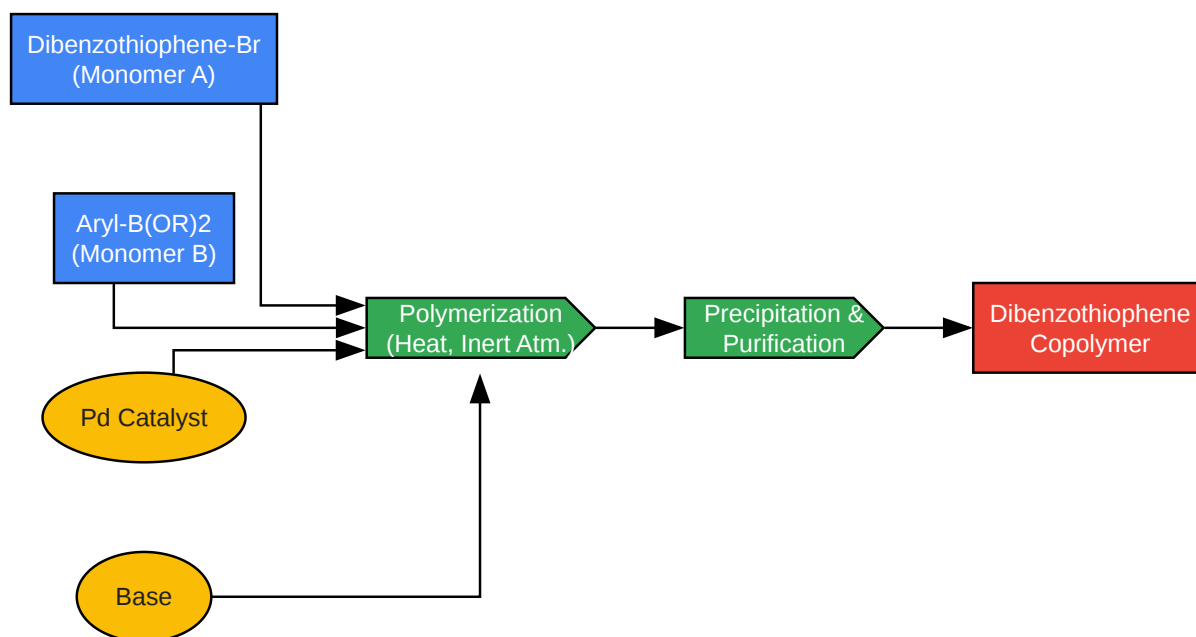 Dibenzothiophene-Br
(Monomer A)
Aryl-B(OR)2
(Monomer B)
Polymerization
(Heat, Inert Atm.)
Precipitation &
Purification
Dibenzothiophene
Copolymer
Pd Catalyst
Base